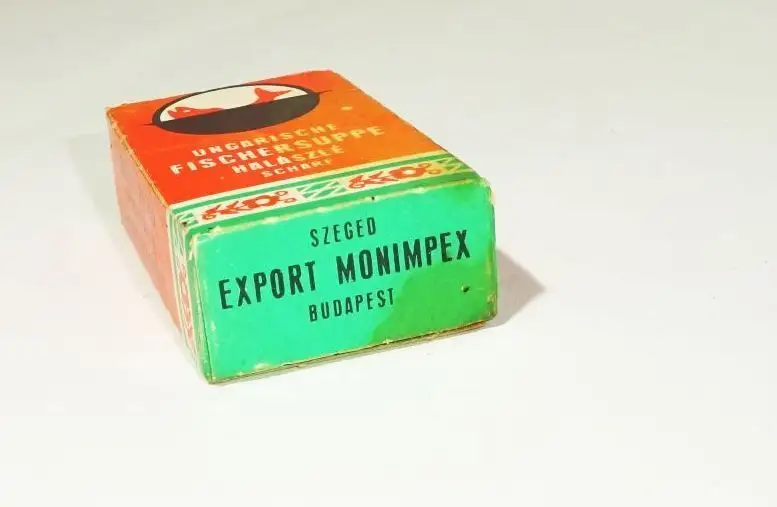 UNGARISCHE
FISCHERSUPPE
HALÁSZLÉ
SCHARF
SZEGED
EXPORT MONIMPEX
BUDAPEST